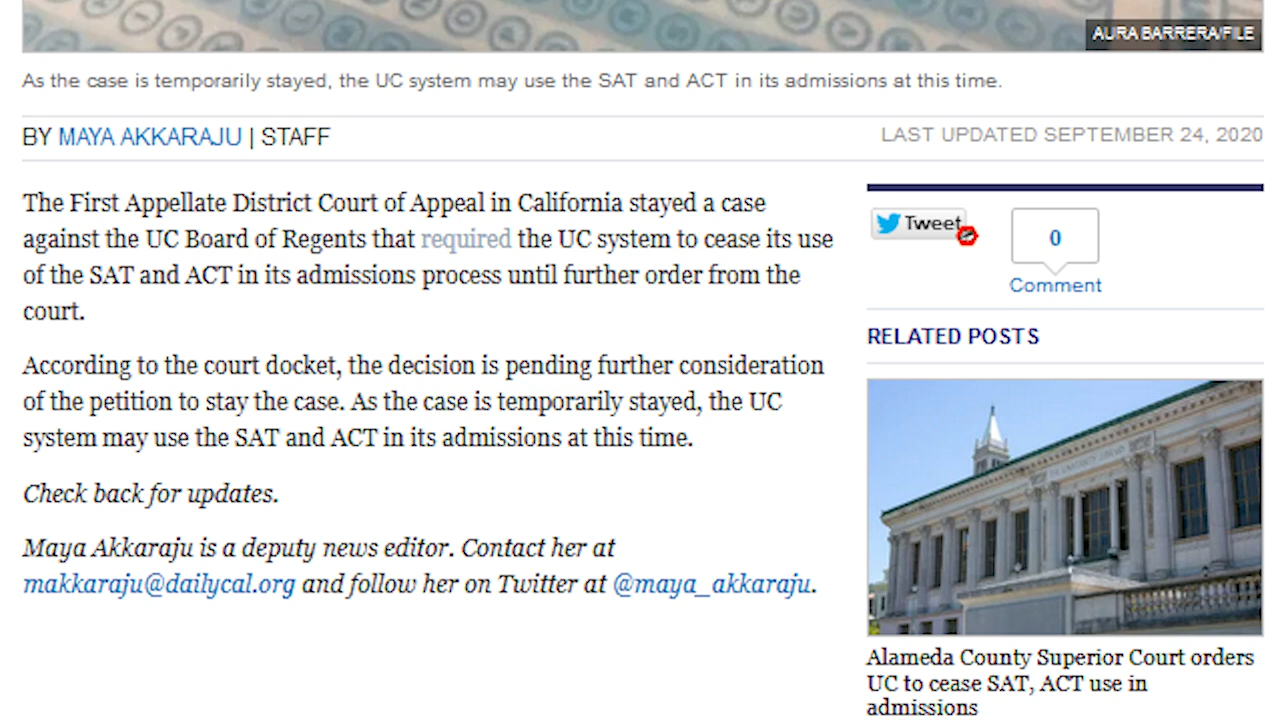 AURA BARRERA/FILE
As the case is temporarily stayed, the UC system may use the SAT and ACT in its admissions at this time.
BY MAYA AKKARAJU | STAFF
LAST UPDATED SEPTEMBER 24, 2020
The First Appellate District Court of Appeal in California stayed a case
against the UC Board of Regents that required the UC system to cease its use
of the SAT and ACT in its admissions process until further order from the
court.
According to the court docket, the decision is pending further consideration
of the petition to stay the case. As the case is temporarily stayed, the UC
system may use the SAT and ACT in its admissions at this time.
Check back for updates.
Maya Akkaraju is a deputy news editor. Contact her at
makkaraju@dailycal.org and follow her on Twitter at @maya_akkaraju.
Tweet
0
Comment
RELATED POSTS
THE UNIVERSITY LIBRARY
Alameda County Superior Court orders
UC to cease SAT, ACT use in
admissions